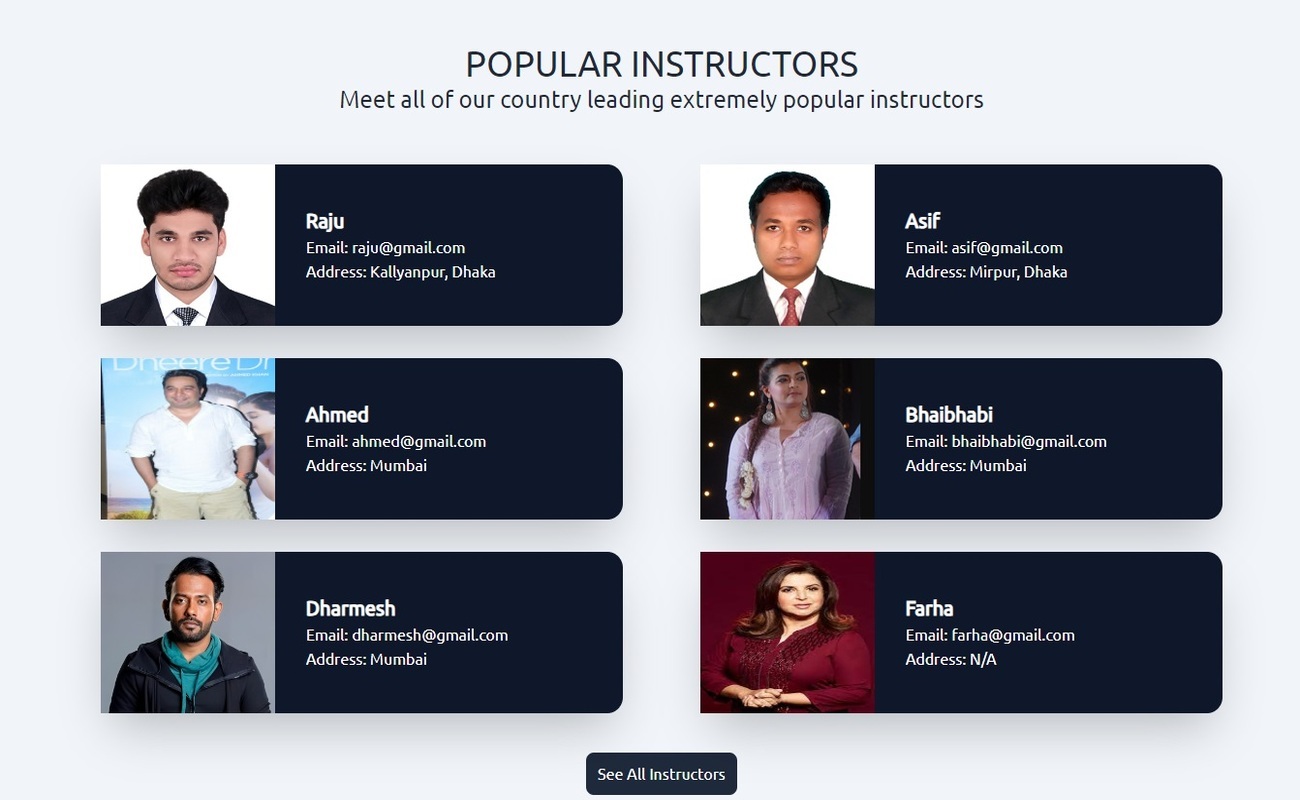 POPULAR INSTRUCTORS
Meet all of our country leading extremely popular instructors
Raju
Email: raju@gmail.com
Address: Kallyanpur, Dhaka
Asif
Email: asif@gmail.com
Address: Mirpur, Dhaka
Dheere Dh
Ahmed
Email: ahmed@gmail.com
Address: Mumbai
Bhaibhabi
Email: bhaibhabi@gmail.com
Address: Mumbai
Dharmesh
Email: dharmesh@gmail.com
Address: Mumbai
Farha
Email: farha@gmail.com
Address: N/A
See All Instructors